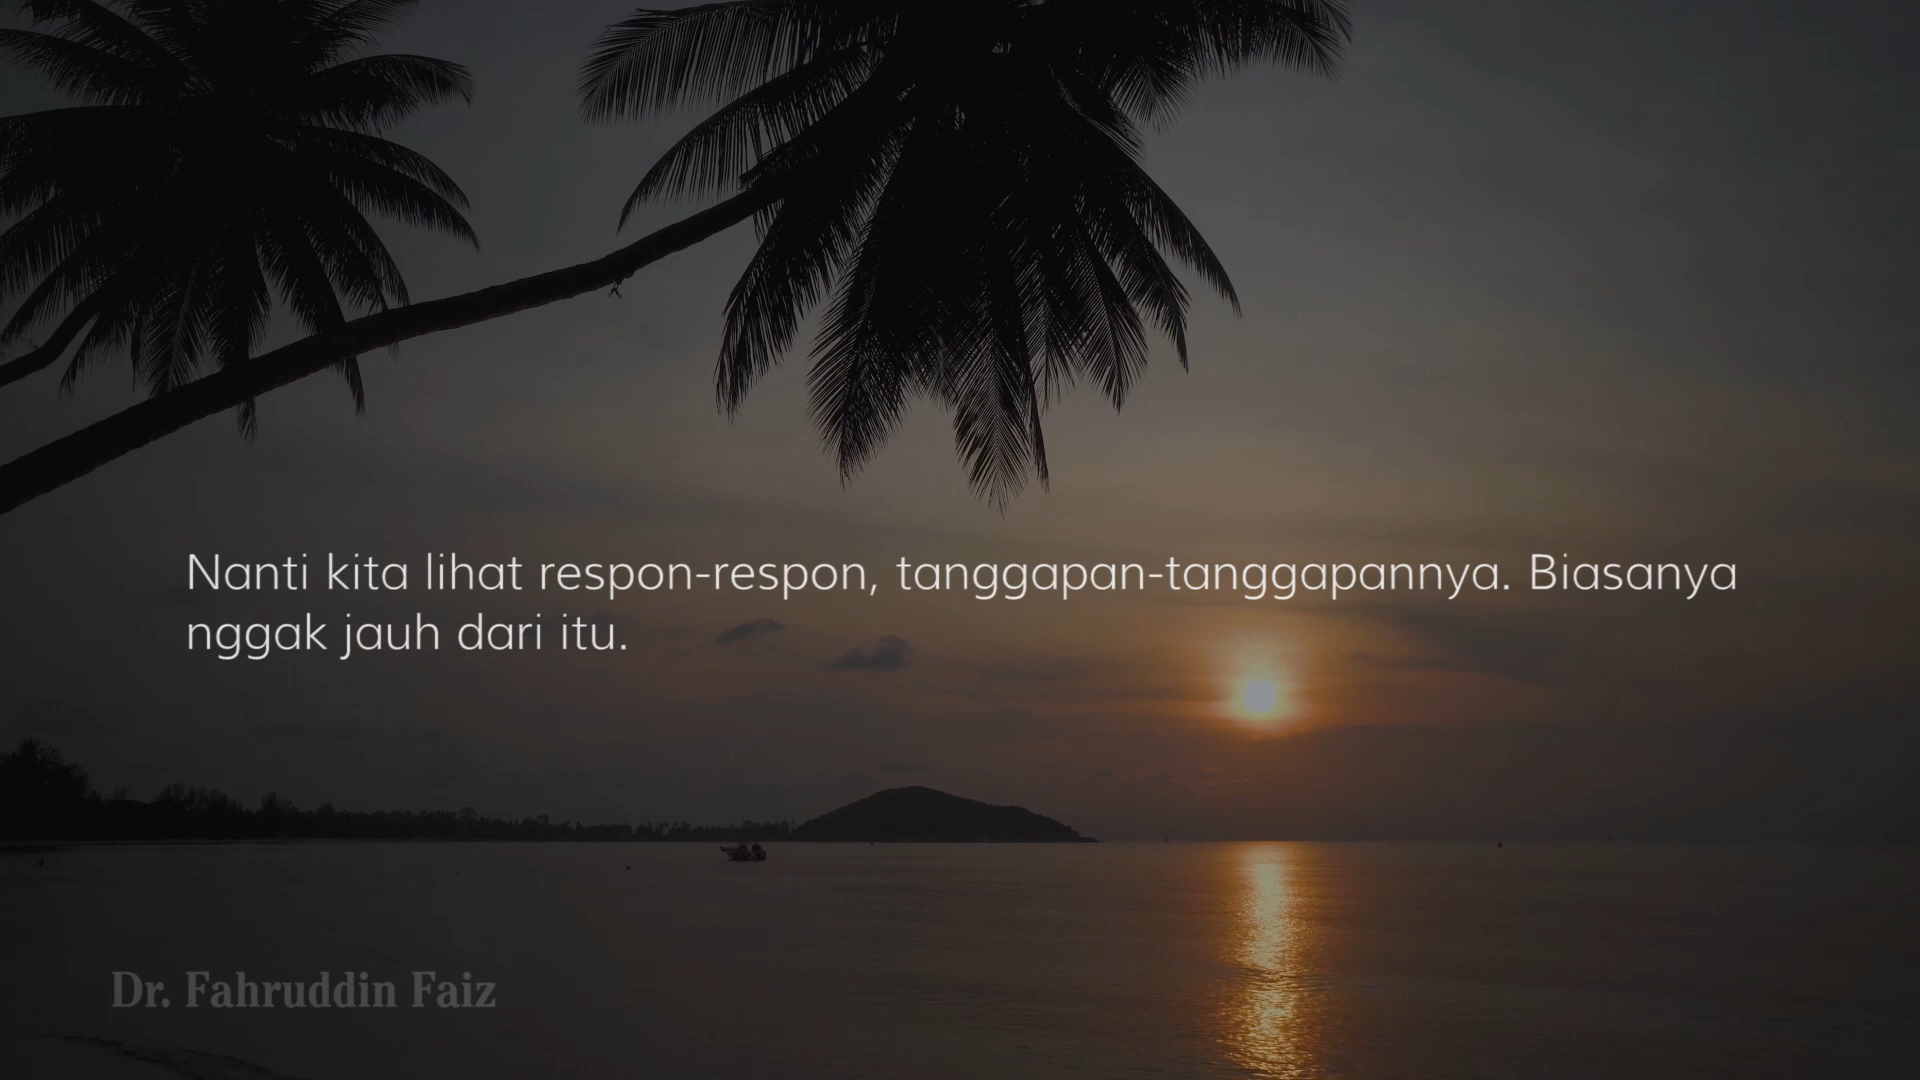 Nanti kita lihat respon-respon, tanggapan-tanggapannya. Biasanya
nggak jauh dari itu.
Dr. Fahruddin Faiz